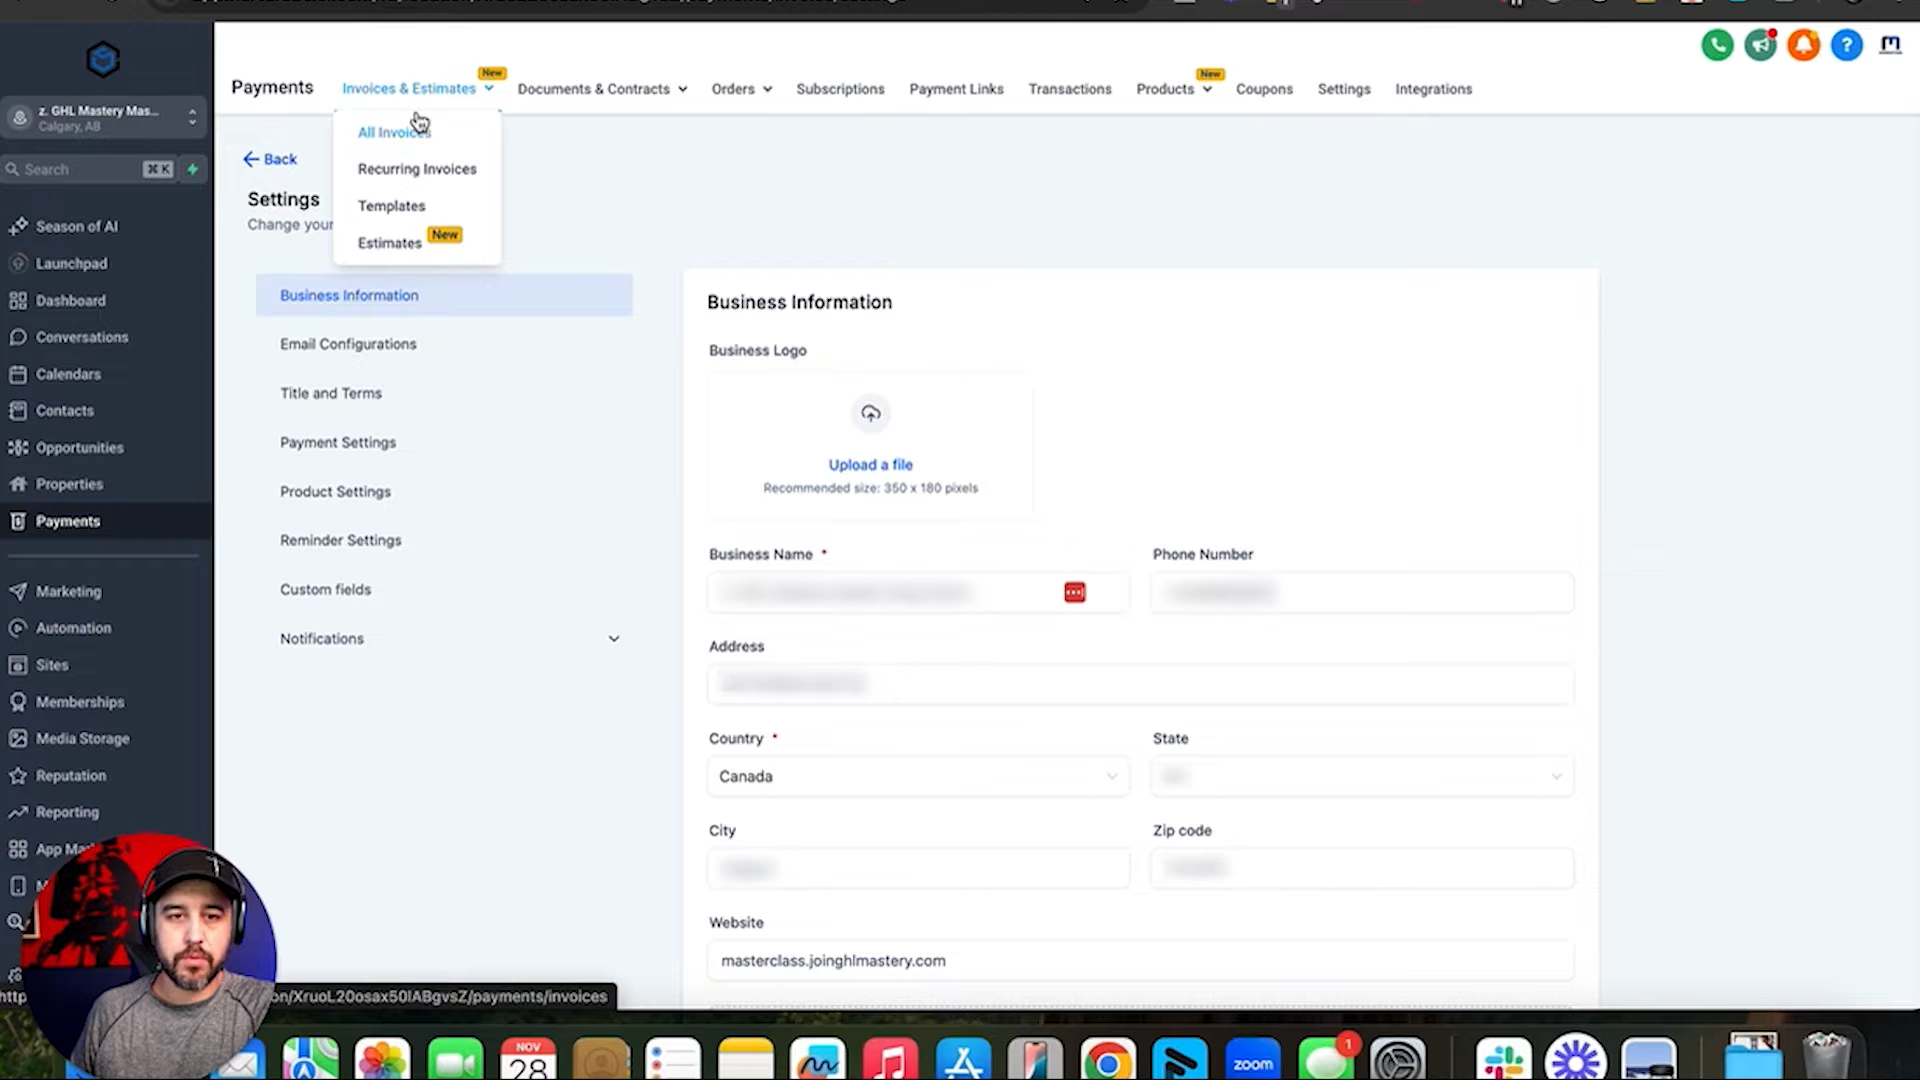 Payments
Invoices & Estimates
New
Documents & Contracts
Orders
Subscriptions
Payment Links
Transactions
Products
New
Coupons
Settings
Integrations
z. GHL Mastery Mas...
Calgary, AB
Search
⌘ K
Season of AI
Launchpad
Dashboard
Conversations
Calendars
Contacts
Opportunities
Properties
Payments
Marketing
Automation
Sites
Memberships
Media Storage
Reputation
Reporting
All Invoices
Recurring Invoices
Templates
Estimates New
Back
Settings
Change your
Business Information
Email Configurations
Title and Terms
Payment Settings
Product Settings
Reminder Settings
Custom fields
Notifications
Business Information
Business Logo
Upload a file
Recommended size: 350 x 180 pixels
Business Name *
Phone Number
Address
Country *
State
Canada
City
Zip code
Website
masterclass.joinghlmastery.com
NOV
28
zoom
1